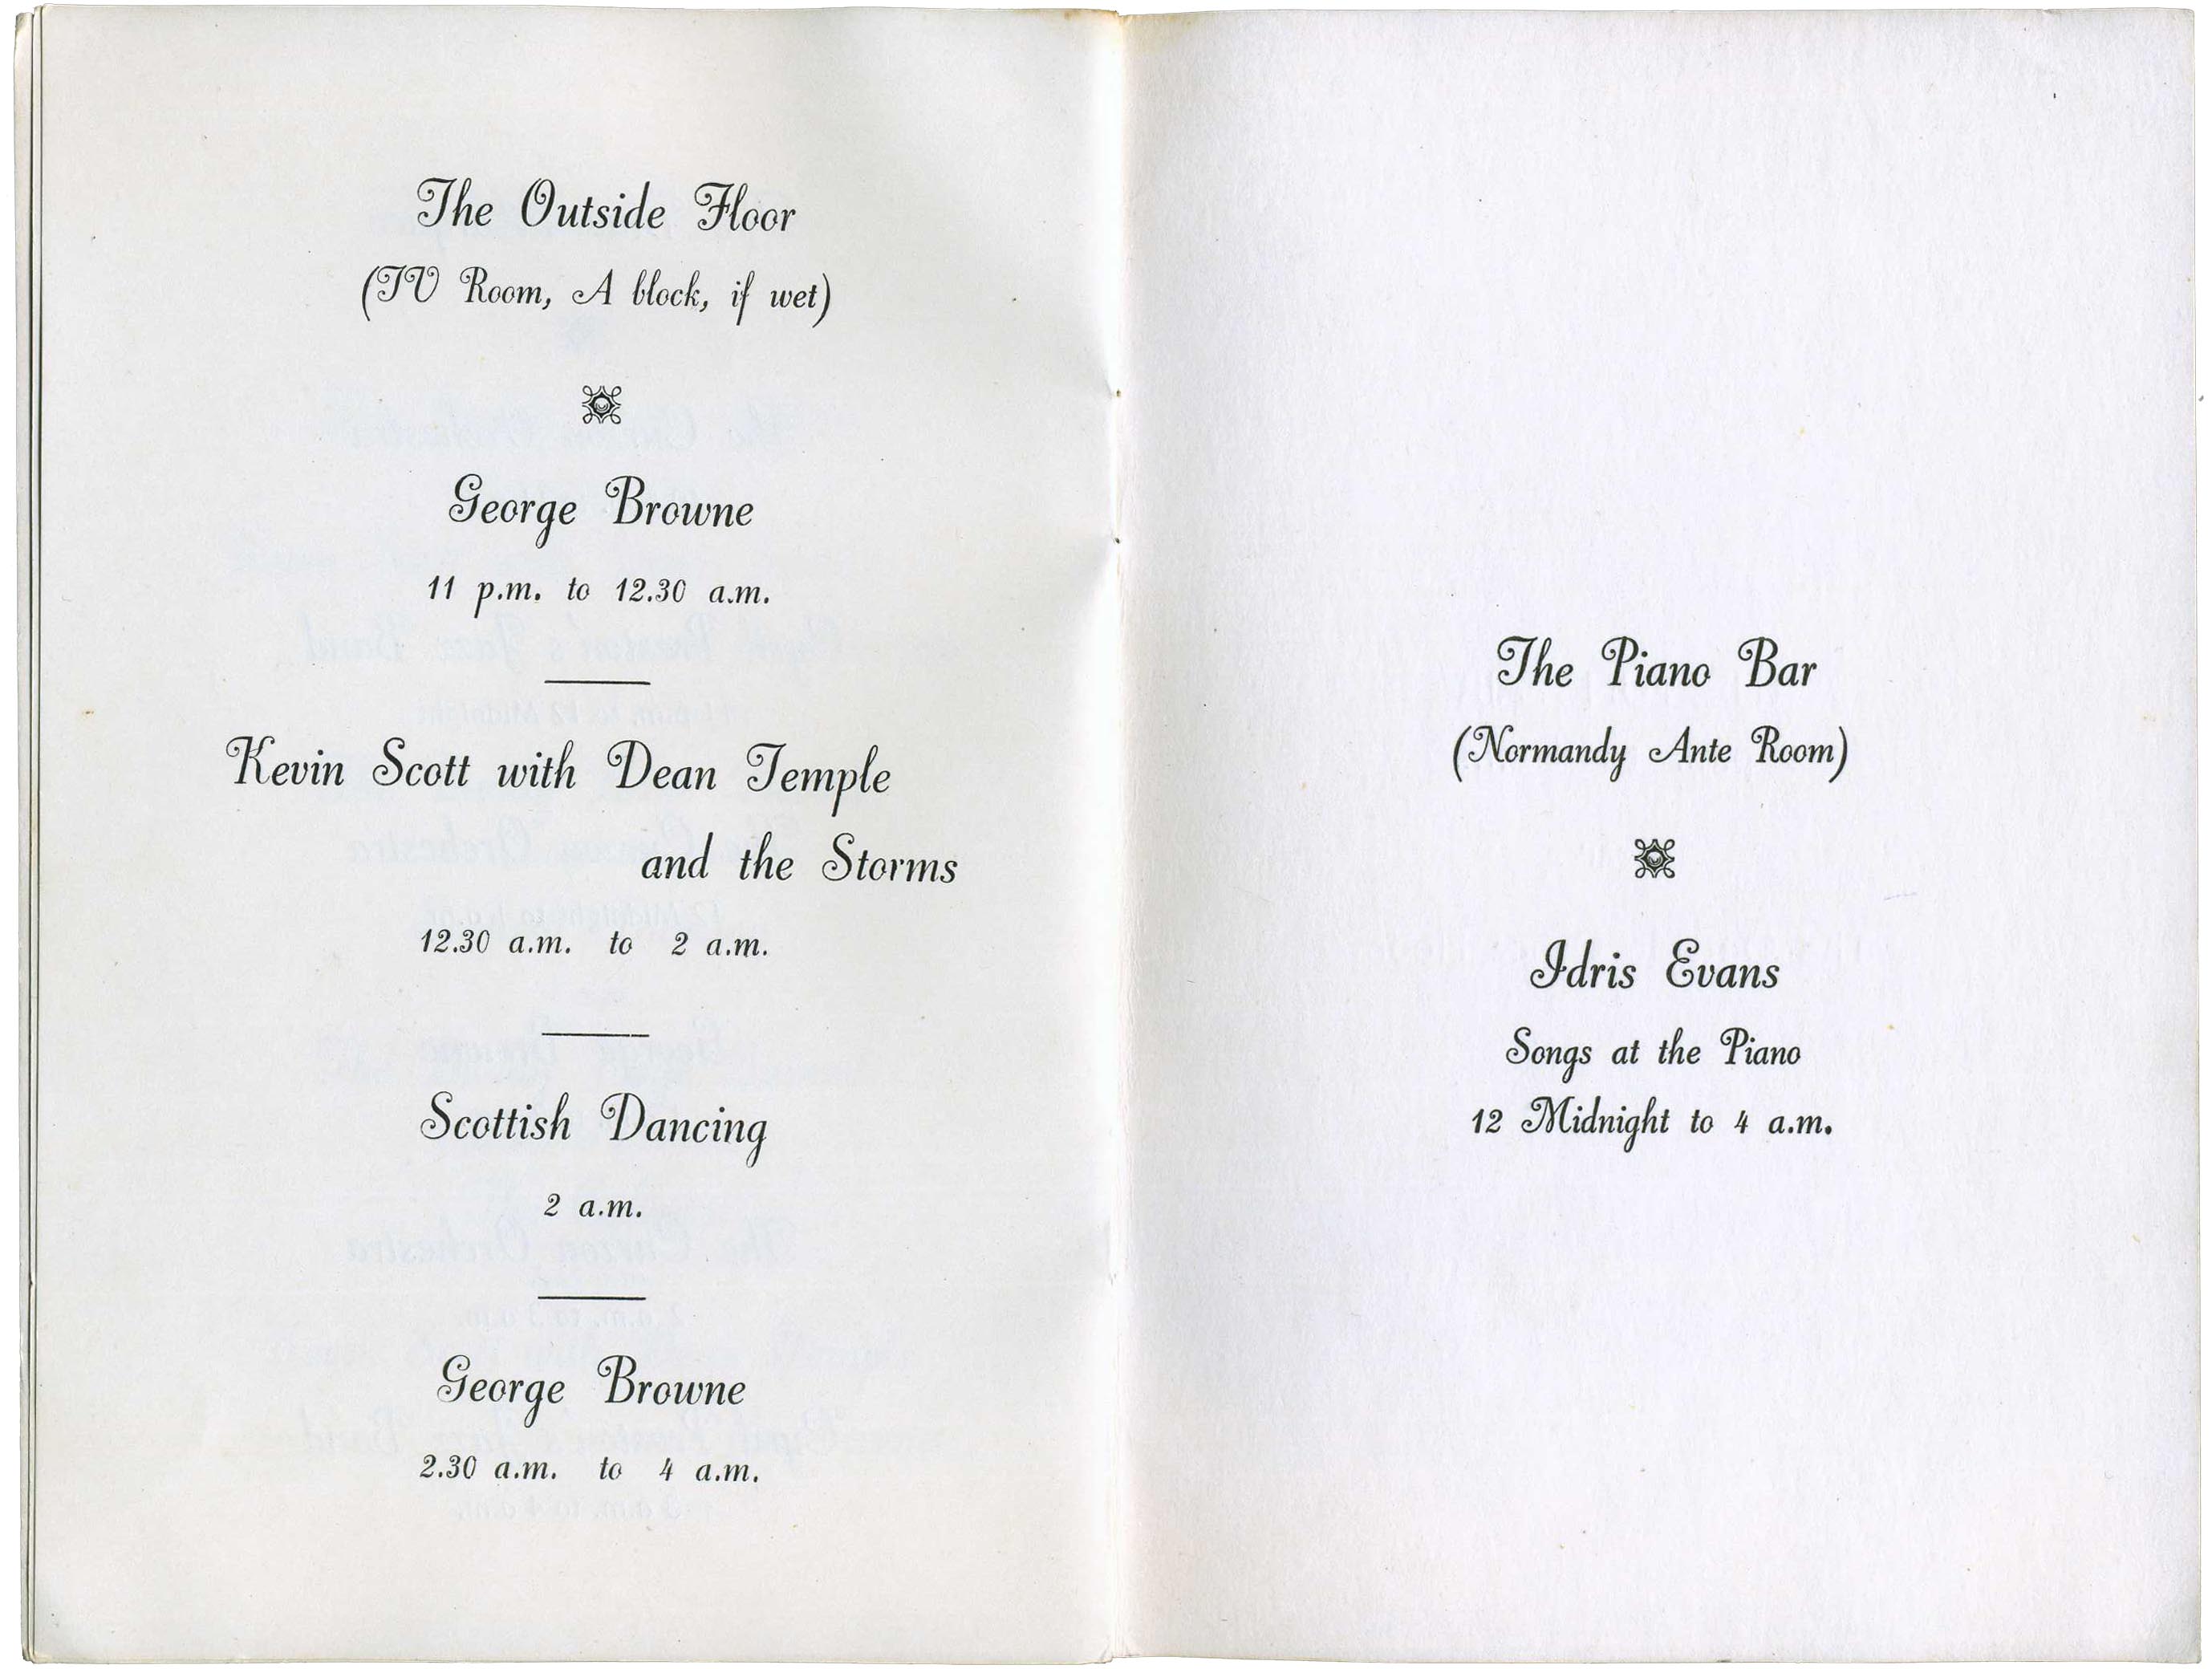 The Outside Floor
(TV Room, A block, if wet)
George Browne
11 p.m. to 12.30 a.m.
Kevin Scott with Dean Temple
and the Storms
12.30 a.m. to 2 a.m.
Scottish Dancing
2 a.m.
George Browne
2.30 a.m. to 4 a.m.
The Piano Bar
(Normandy Ante Room)
Idris Evans
Songs at the Piano
12 Midnight to 4 a.m.